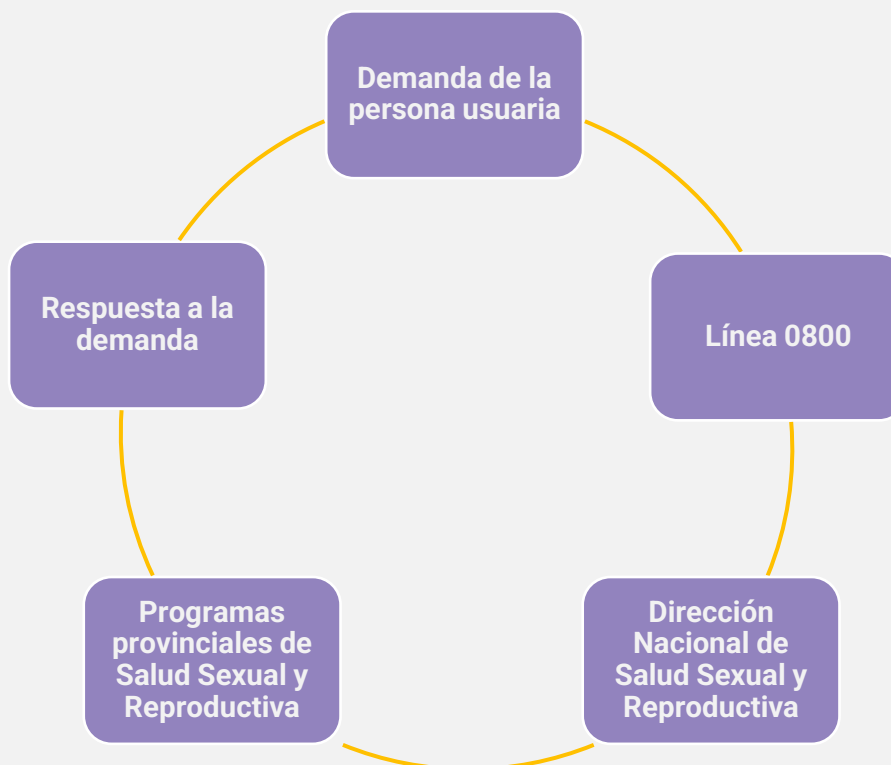 Demanda de la
persona usuaria
Línea 0800
Dirección
Nacional de
Salud Sexual y
Reproductiva
Programas
provinciales de
Salud Sexual y
Reproductiva
Respuesta a la
demanda